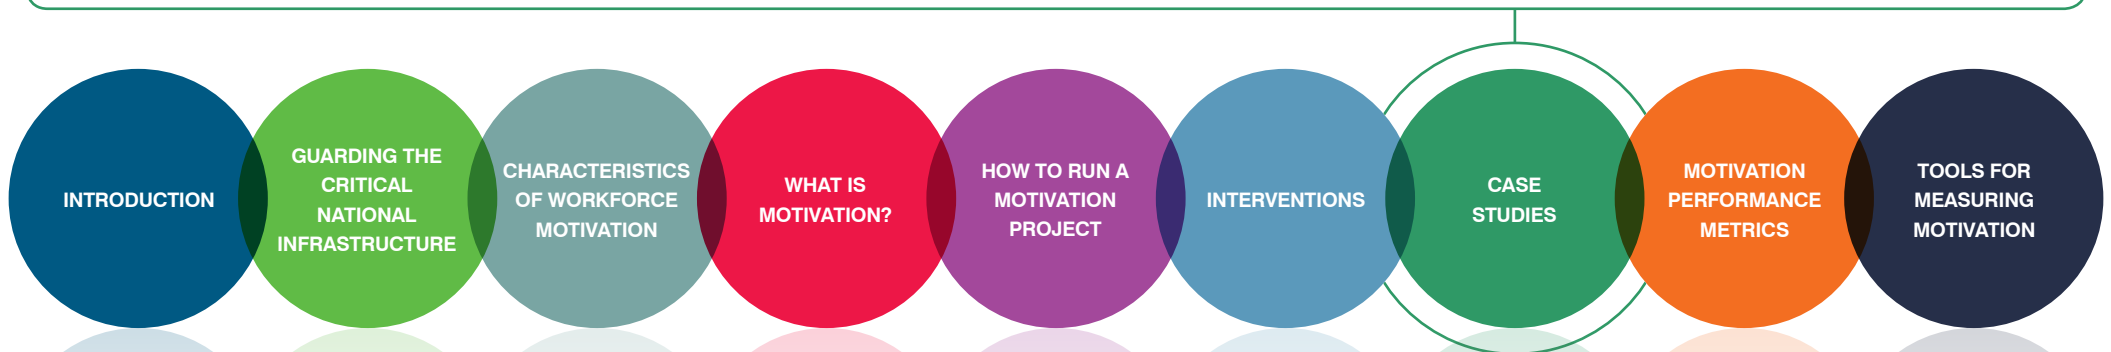 INTRODUCTION
GUARDING THE
CRITICAL
NATIONAL
INFRASTRUCTURE
CHARACTERISTICS
OF WORKFORCE
MOTIVATION
WHAT IS
MOTIVATION?
HOW TO RUN A
MOTIVATION
PROJECT
INTERVENTIONS
CASE
STUDIES
MOTIVATION
PERFORMANCE
METRICS
TOOLS FOR
MEASURING
MOTIVATION